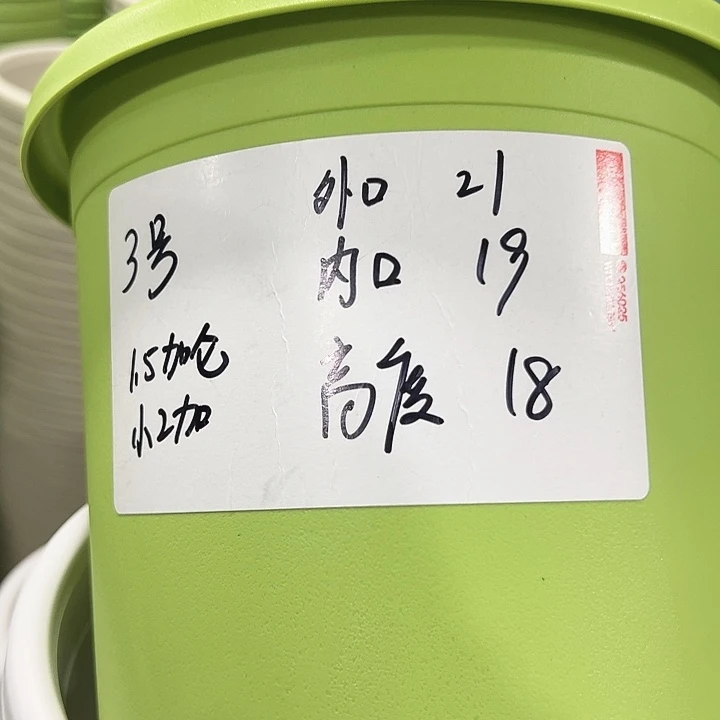 3号
1.5加仑
小2加
外口 21
内口 19
高度 18